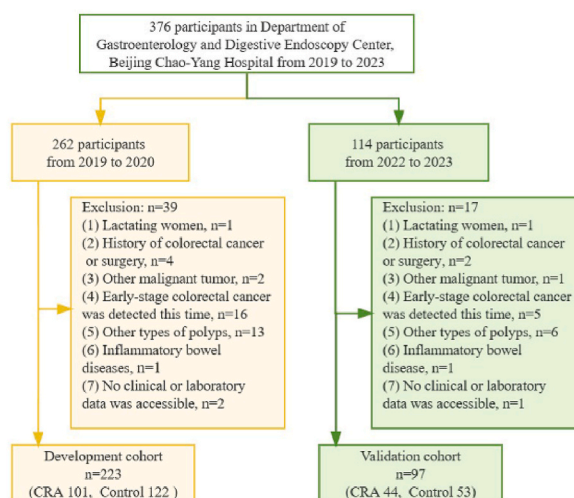 376 participants in Department of
Gastroenterology and Digestive Endoscopy Center,
Beijing Chao-Yang Hospital from 2019 to 2023
262 participants
from 2019 to 2020
114 participants
from 2022 to 2023
Exclusion: n=39
(1) Lactating women, n=1
(2) History of colorectal cancer
or surgery, n=4
(3) Other malignant tumor, n=2
(4) Early-stage colorectal cancer
was detected this time, n=16
(5) Other types of polyps, n=13
(6) Inflammatory bowel
diseases, n=1
(7) No clinical or laboratory
data was accessible, n=2
Exclusion: n=17
(1) Lactating women, n=1
(2) History of colorectal cancer
or surgery, n=2
(3) Other malignant tumor, n=1
(4) Early-stage colorectal cancer
was detected this time, n=5
(5) Other types of polyps, n=6
(6) Inflammatory bowel
disease, n=1
(7) No clinical or laboratory
data was accessible, n=1
Development cohort
n=223
(CRA 101, Control 122 )
Validation cohort
n=97
(CRA 44, Control 53)